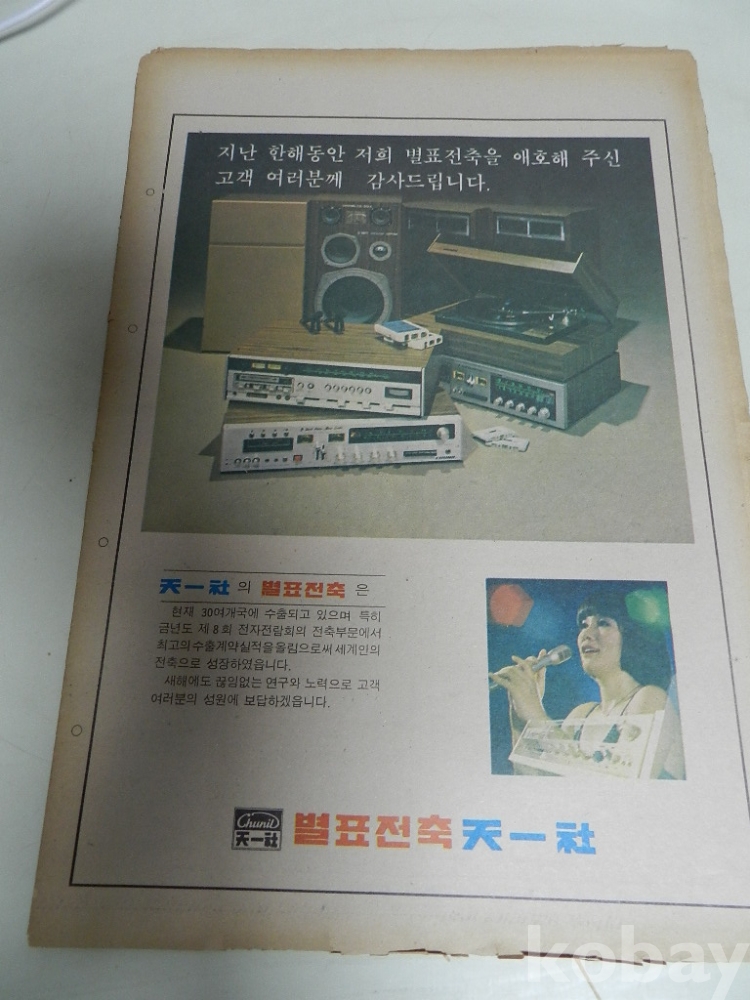 지난 한해동안 저희 별표전축을 애호해 주신
고객 여러분께 감사드립니다.
天一社 의 별표전축 은
현재 30여개국에 수출되고 있으며 특히
금년도 제8회 전자전람회의 전축부문에서
최고의 수출계약실적을 올림으로써 세계인의
전축으로 성장하였읍니다.
새해에도 끊임없는 연구와 노력으로 고객
여러분의 성원에 보답하겠읍니다.
Chunil
天一社
별표전축 天一社
kobay